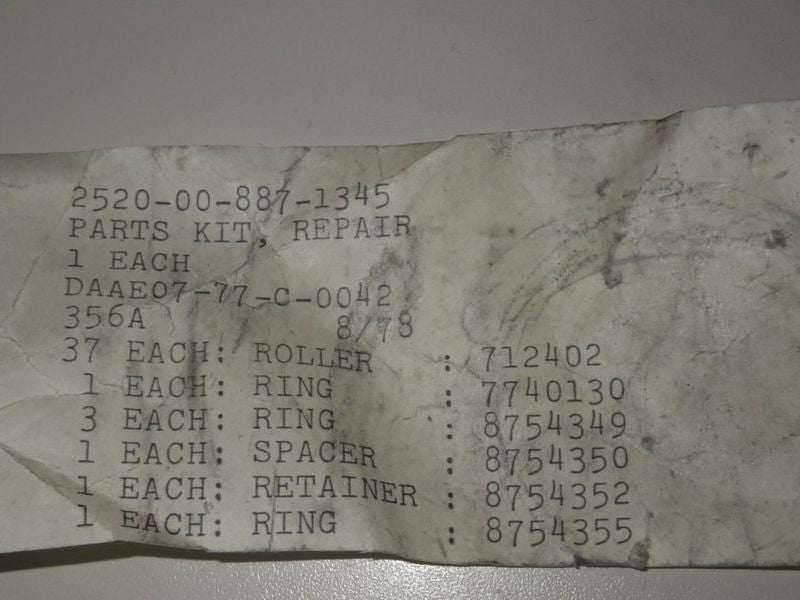 2520-00-887-1345
PARTS KIT, REPAIR
1 EACH
DAAE07-77-C-0042
356A 8/78
37 EACH: ROLLER : 712402
1 EACH: RING : 7740130
3 EACH: RING : 8754349
1 EACH: SPACER : 8754350
1 EACH: RETAINER : 8754352
1 EACH: RING : 8754355